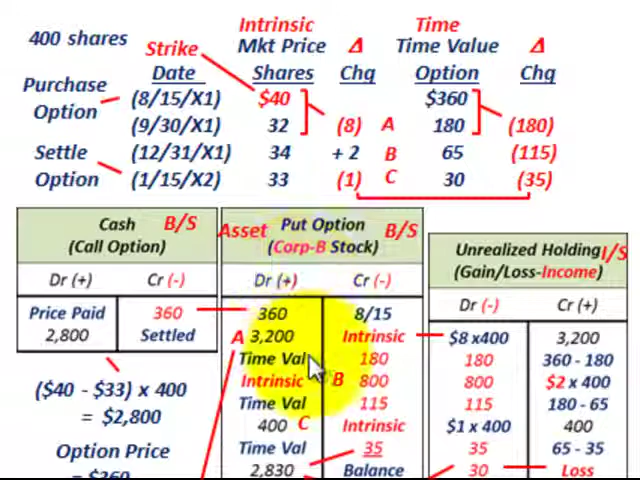 Intrinsic Time
400 shares Strike Mkt Price Δ Time Value Δ
Date Shares Chg Option Chg
Purchase (8/15/X1) $40 $360
Option (9/30/X1) 32 (8) A 180 (180)
Settle (12/31/X1) 34 + 2 B 65 (115)
Option (1/15/X2) 33 (1) C 30 (35)
Cash B/S
(Call Option)
Dr (+) Cr (-)
Price Paid 360
2,800 Settled
($40 - $33) x 400
= $2,800
Option Price
= $360
Asset Put Option B/S
(Corp-B Stock)
Dr (+) Cr (-)
360 8/15
A 3,200 Intrinsic
Time Val 180
Intrinsic B 800
Time Val 115
400 C Intrinsic
Time Val 35
2,830 Balance
Unrealized Holding I/S
(Gain/Loss-Income)
Dr (-) Cr (+)
$8 x400 3,200
180 360 - 180
800 $2 x 400
115 180 - 65
$1 x 400 400
35 65 - 35
30 Loss